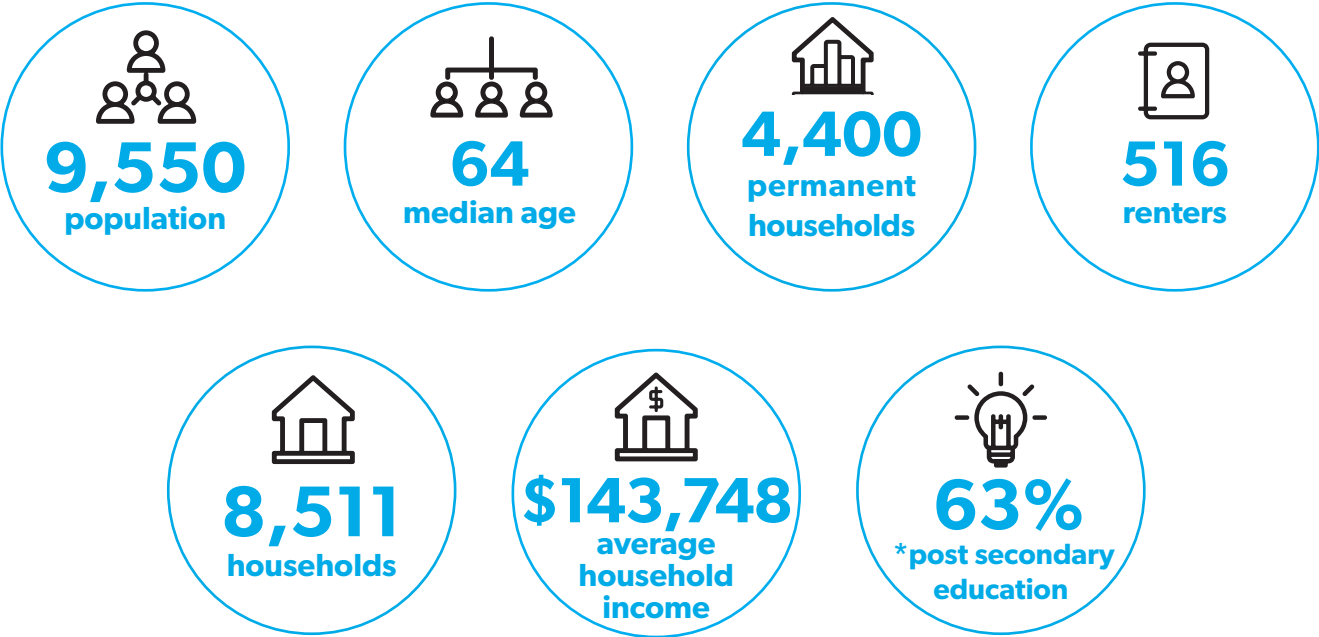 9,550
population
64
median age
4,400
permanent
households
516
renters
8,511
households
$143,748
average
household
income
63%
*post secondary
education